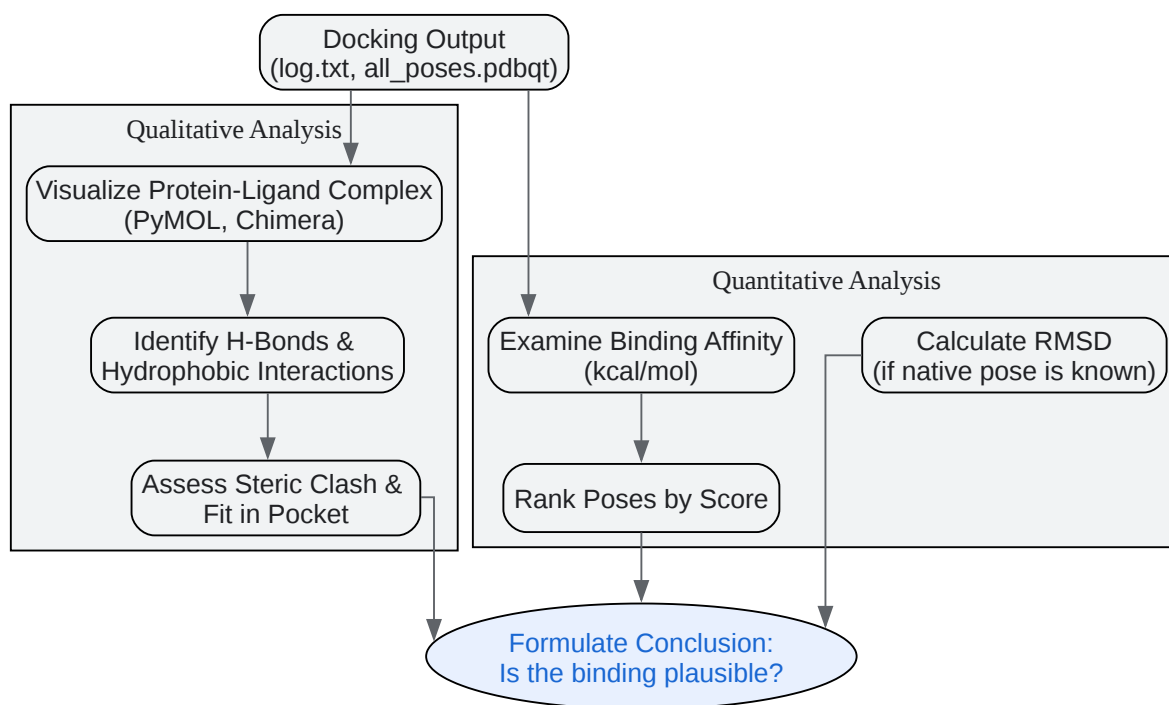 Docking Output
(log.txt, all_poses.pdbqt)
Qualitative Analysis
Visualize Protein-Ligand Complex
(PyMOL, Chimera)
Identify H-Bonds &
Hydrophobic Interactions
Assess Steric Clash &
Fit in Pocket
Quantitative Analysis
Examine Binding Affinity
(kcal/mol)
Calculate RMSD
(if native pose is known)
Rank Poses by Score
Formulate Conclusion:
Is the binding plausible?